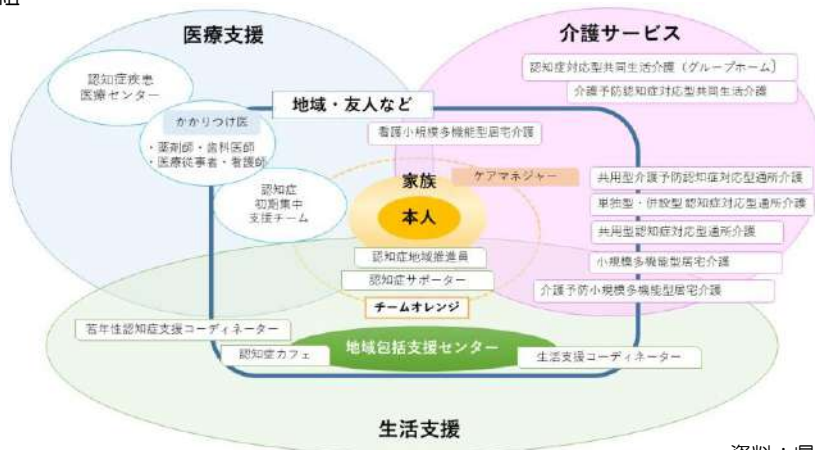 医療支援
介護サービス
認知症疾患
医療センター
認知症対応型共同生活介護（グループホーム）
介護予防認知症対応型共同生活介護
地域・友人など
かかりつけ医
・薬剤師・歯科医師
・医療従事者・看護師
看護小規模多機能型居宅介護
家族
ケアマネジャー
共用型介護予防認知症対応型通所介護
認知症
初期集中
支援チーム
本人
単独型・併設型認知症対応型通所介護
共用型認知症対応型通所介護
認知症地域推進員
小規模多機能型居宅介護
認知症サポーター
介護予防小規模多機能型居宅介護
チームオレンジ
若年性認知症支援コーディネーター
認知症カフェ
地域包括支援センター
生活支援コーディネーター
生活支援